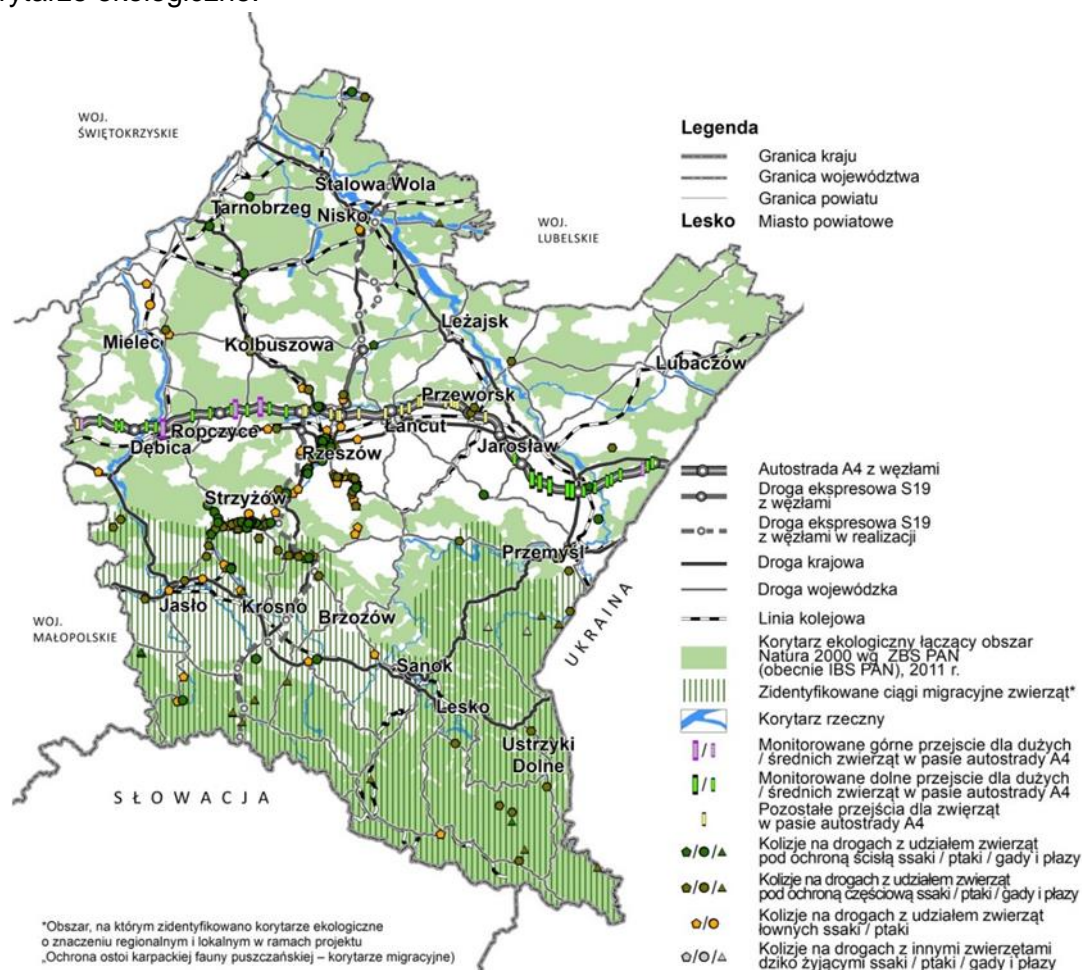 rytarze ekologiczne.
WOJ.
ŚWIĘTOKRZYSKIE
Stalowa Wola
Tarnobrzeg
Nisko
WOJ.
LUBELSKIE
Leżajsk
Mielec
Kolbuszowa
Lubaczów
Przeworsk
Ropczyce
Łańcut
Dębica
Jarosław
Rzeszów
Strzyżów
Przemyśl
Jasło
Krosno
Brzozów
WOJ.
MAŁOPOLSKIE
UKRAINA
Sanok
Lesko
Ustrzyki
Dolne
SŁOWACJA
*Obszar, na którym zidentyfikowano korytarze ekologiczne
o znaczeniu regionalnym i lokalnym w ramach projektu
„Ochrona ostoi karpackiej fauny puszczańskiej – korytarze migracyjne)
Legenda
Granica kraju
Granica województwa
Granica powiatu
Lesko Miasto powiatowe
Autostrada A4 z węzłami
Droga ekspresowa S19
z węzłami
Droga ekspresowa S19
z węzłami w realizacji
Droga krajowa
Droga wojewódzka
Linia kolejowa
Korytarz ekologiczny łączący obszar
Natura 2000 wg ZBS PAN
(obecnie IBS PAN), 2011 r.
Zidentyfikowane ciągi migracyjne zwierząt*
Korytarz rzeczny
Monitorowane górne przejście dla dużych
/ średnich zwierząt w pasie autostrady A4
Monitorowane dolne przejście dla dużych
/ średnich zwierząt w pasie autostrady A4
Pozostałe przejścia dla zwierząt
w pasie autostrady A4
Kolizje na drogach z udziałem zwierząt
pod ochroną ścisłą ssaki / ptaki / gady i płazy
Kolizje na drogach z udziałem zwierząt
pod ochroną częściową ssaki / ptaki / gady i płazy
Kolizje na drogach z udziałem zwierząt
łownych ssaki / ptaki
Kolizje na drogach z innymi zwierzętami
dziko żyjącymi ssaki / ptaki / gady i płazy